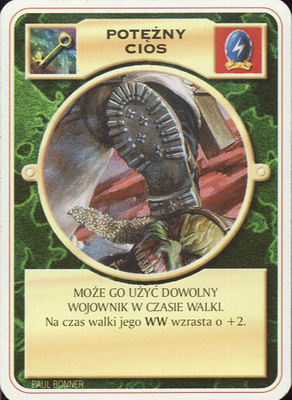 POTĘŻNY
CIOS
MOŻE GO UŻYĆ DOWOLNY
WOJOWNIK W CZASIE WALKI.
Na czas walki jego WW wzrasta o +2.
PAUL BONNER